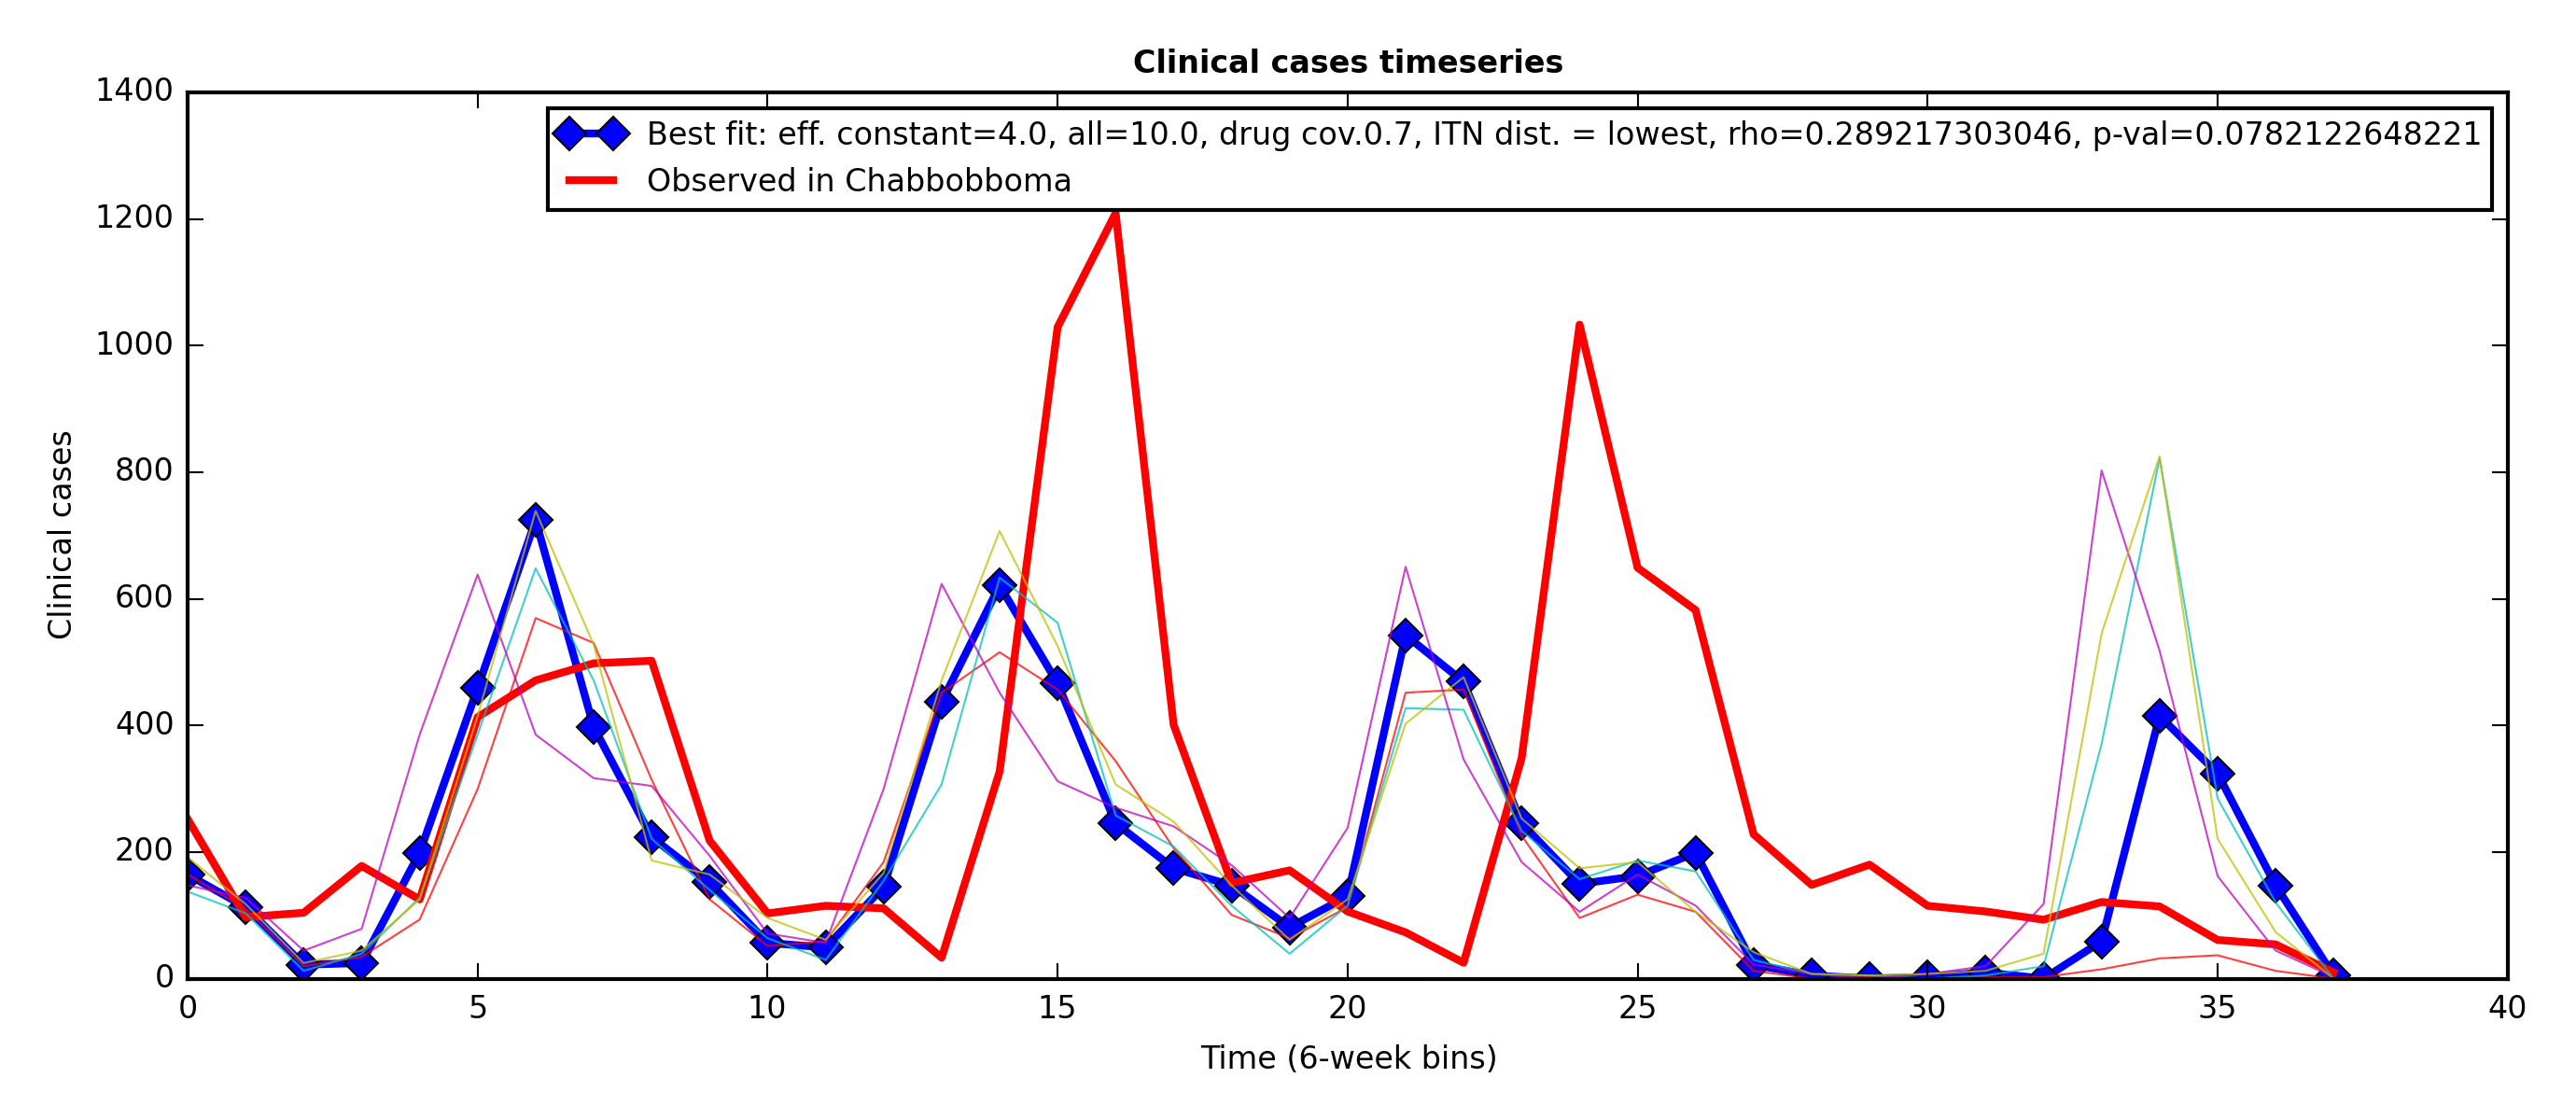 Clinical cases timeseries
1400
1200
1000
800
600
400
200
0
Clinical cases
Best fit: eff. constant=4.0, all=10.0, drug cov.0.7, ITN dist. = lowest, rho=0.289217303046, p-val=0.0782122648221
Observed in Chabbobboma
0 5 10 15 20 25 30 35 40
Time (6-week bins)